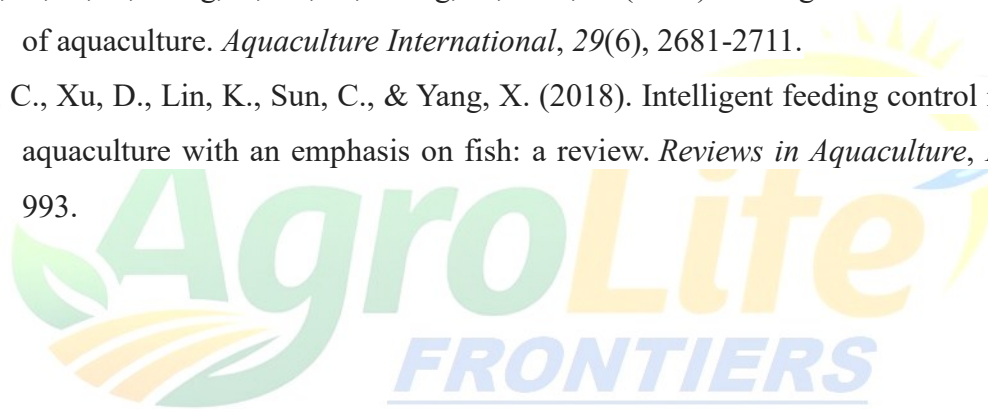 of aquaculture. Aquaculture International, 29(6), 2681-2711.
C., Xu, D., Lin, K., Sun, C., & Yang, X. (2018). Intelligent feeding control
aquaculture with an emphasis on fish: a review. Reviews in Aquaculture,
993.
AgroLife
FRONTIERS